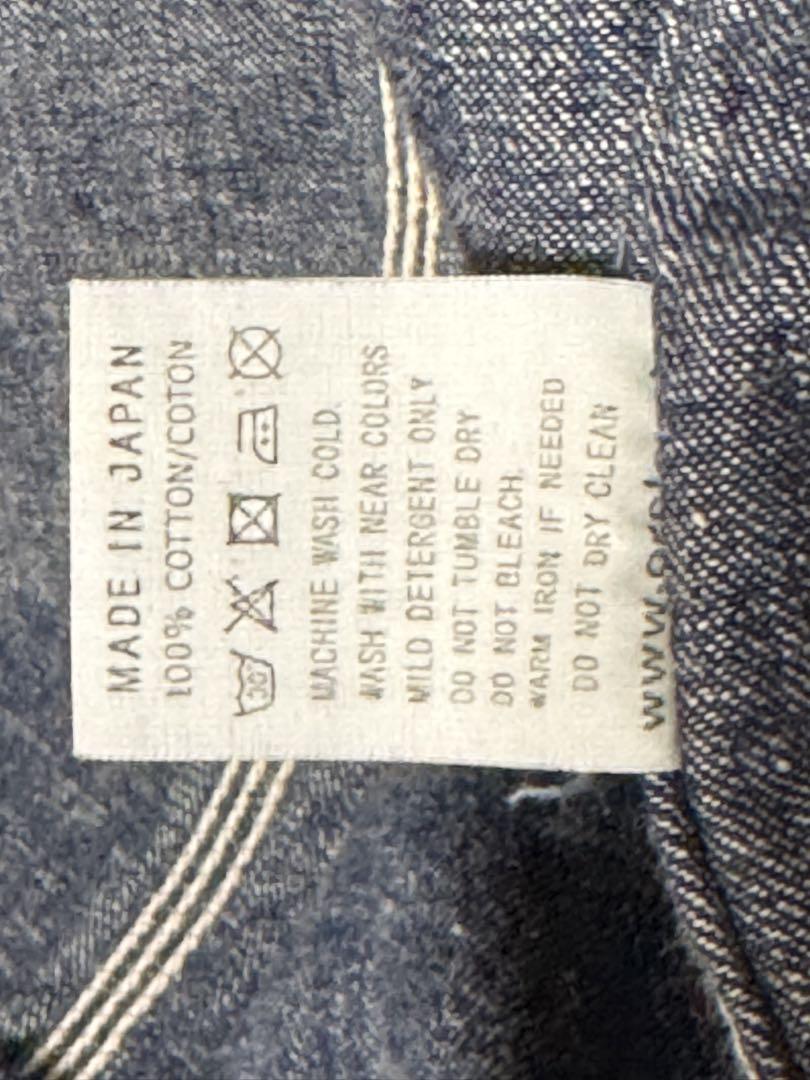 MADE IN JAPAN
100% COTTON/COTON
30°
MACHINE WASH COLD.
WASH WITH NEAR COLORS
MILD DETERGENT ONLY
DO NOT TUMBLE DRY
DO NOT BLEACH.
WARM IRON IF NEEDED
DO NOT DRY CLEAN